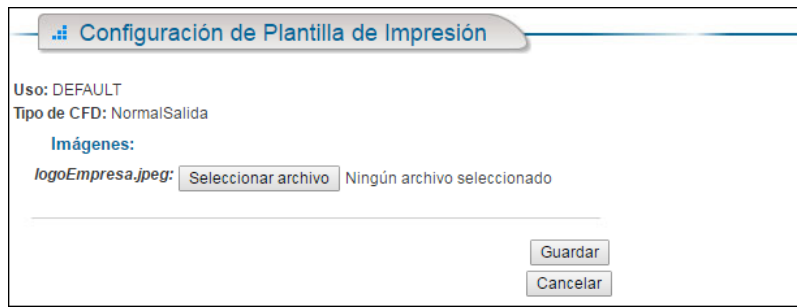 Configuración de Plantilla de Impresión
Uso: DEFAULT
Tipo de CFD: NormalSalida
Imágenes:
logoEmpresa.jpeg: Seleccionar archivo Ningún archivo seleccionado
Guardar
Cancelar